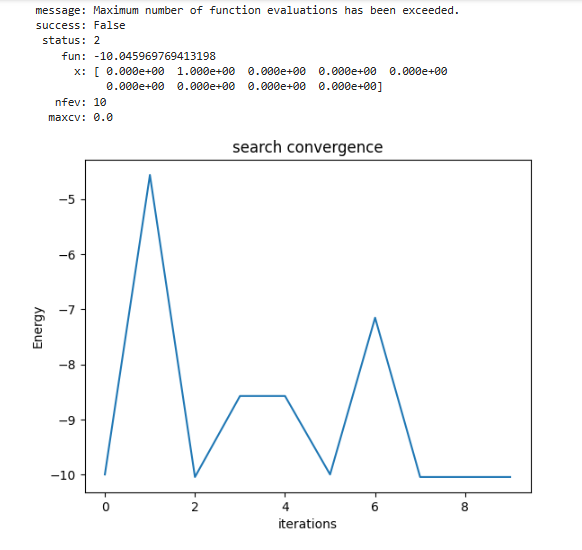 message: Maximum number of function evaluations has been exceeded.
success: False
status: 2
fun: -10.045969769413198
x: [ 0.000e+00 1.000e+00 0.000e+00 0.000e+00 0.000e+00
0.000e+00 0.000e+00 0.000e+00 0.000e+00]
nfev: 10
maxcv: 0.0
search convergence
−5
−6
−7
−8
−9
−10
Energy
0 2 4 6 8
iterations